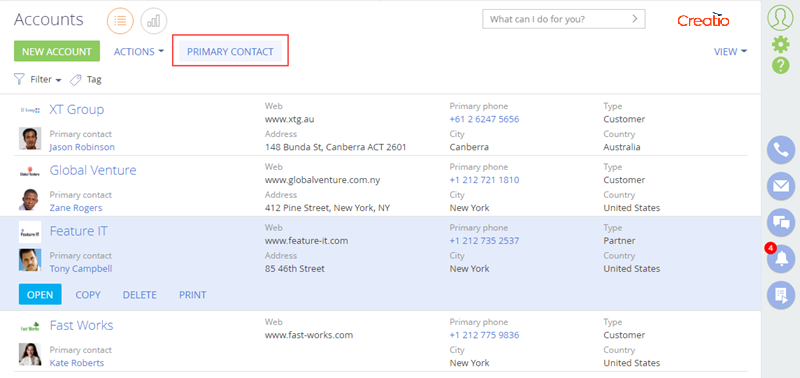 Accounts
What can I do for you?
Creatio
NEW ACCOUNT
ACTIONS
PRIMARY CONTACT
VIEW
Filter
Tag
XT Group
Web
www.xtg.au
Primary phone
+61 2 6247 5656
Type
Customer
Primary contact
Jason Robinson
Address
148 Bunda St, Canberra ACT 2601
City
Canberra
Country
Australia
Global Venture
Web
www.globalventure.com.ny
Primary phone
+1 212 721 1810
Type
Customer
Primary contact
Zane Rogers
Address
412 Pine Street, New York, NY
City
New York
Country
United States
Feature IT
Feature IT
Web
www.feature-it.com
Primary phone
+1 212 735 2537
Type
Partner
Primary contact
Tony Campbell
Address
85 46th Street
City
New York
Country
United States
4
OPEN
COPY
DELETE
PRINT
Fast Works
Fast Works
Web
www.fast-works.com
Primary phone
+1 212 775 9836
Type
Customer
Primary contact
Kate Roberts
City
New York
Country
United States